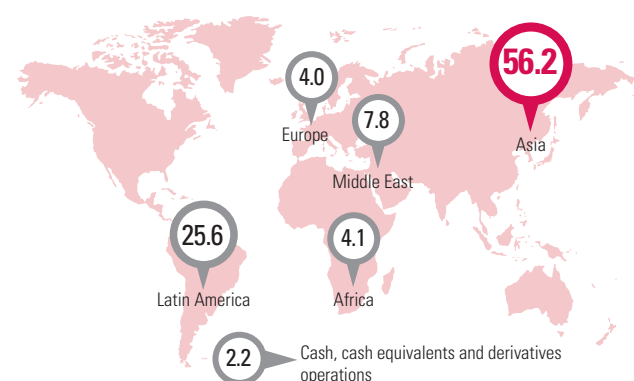 56.2
Asia
4.0
Europe
7.8
Middle East
25.6
Latin America
4.1
Africa
2.2
Cash, cash equivalents and derivatives
operations